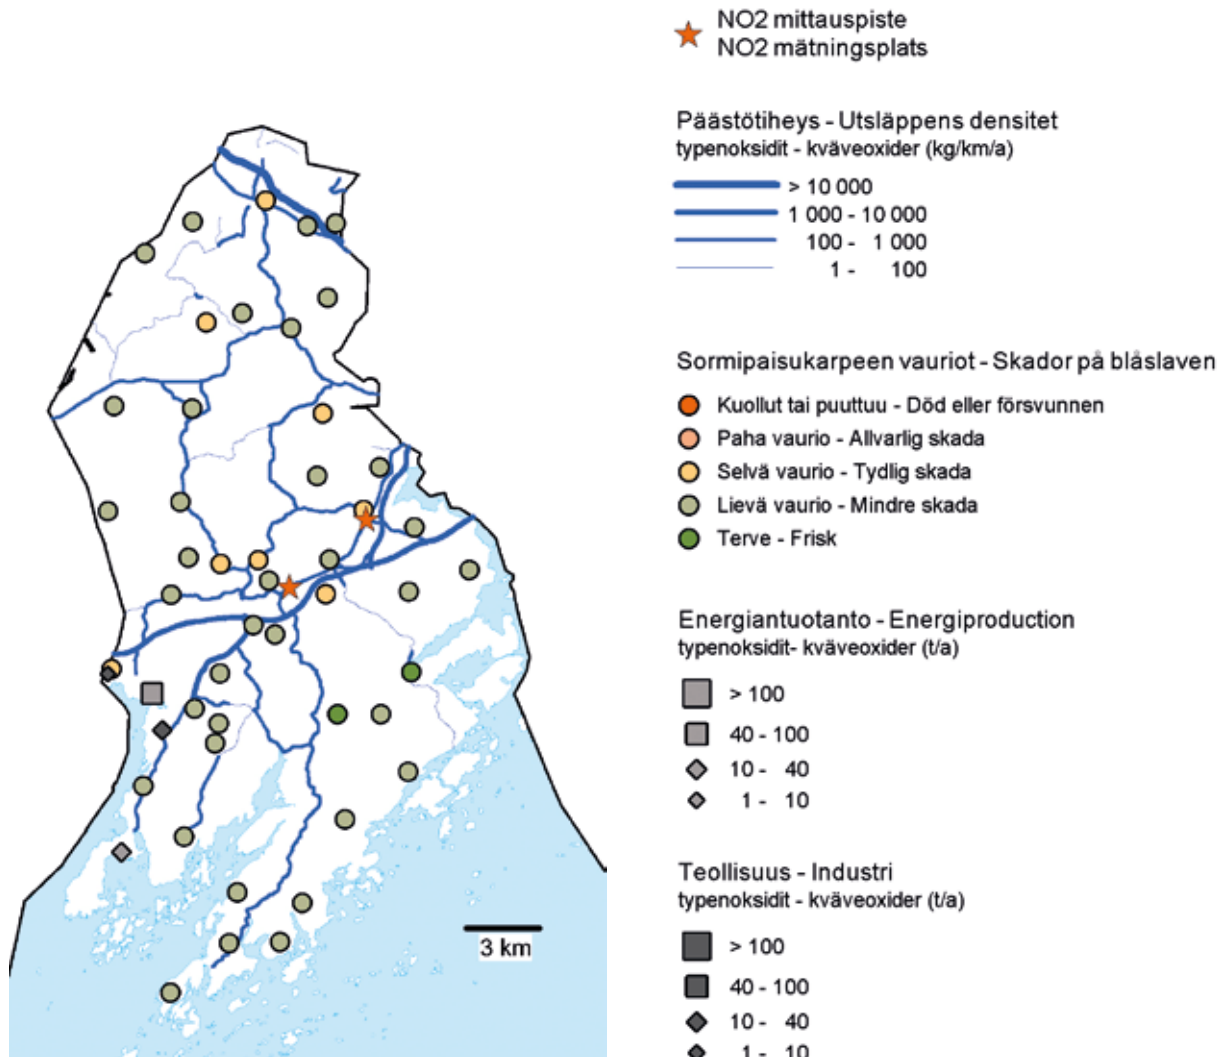 NO2 mittauspiste
NO2 mätningsplats
Päästötiheys - Utsläppens densitet
typenoksidit - kväveoxider (kg/km/a)
> 10 000
1 000 - 10 000
100 - 1 000
1 - 100
Sormipaisukarpeen vauriot - Skador på blåslaven
Kuollut tai puuttuu - Död eller försvunnen
Paha vaurio - Allvarlig skada
Selvä vaurio - Tydlig skada
Lievä vaurio - Mindre skada
Terve - Frisk
Energiantuotanto - Energiproduction
typenoksidit- kväveoxider (t/a)
> 100
40 - 100
10 - 40
1 - 10
Teollisuus - Industri
typenoksidit - kväveoxider (t/a)
> 100
40 - 100
10 - 40
1 - 10
3 km